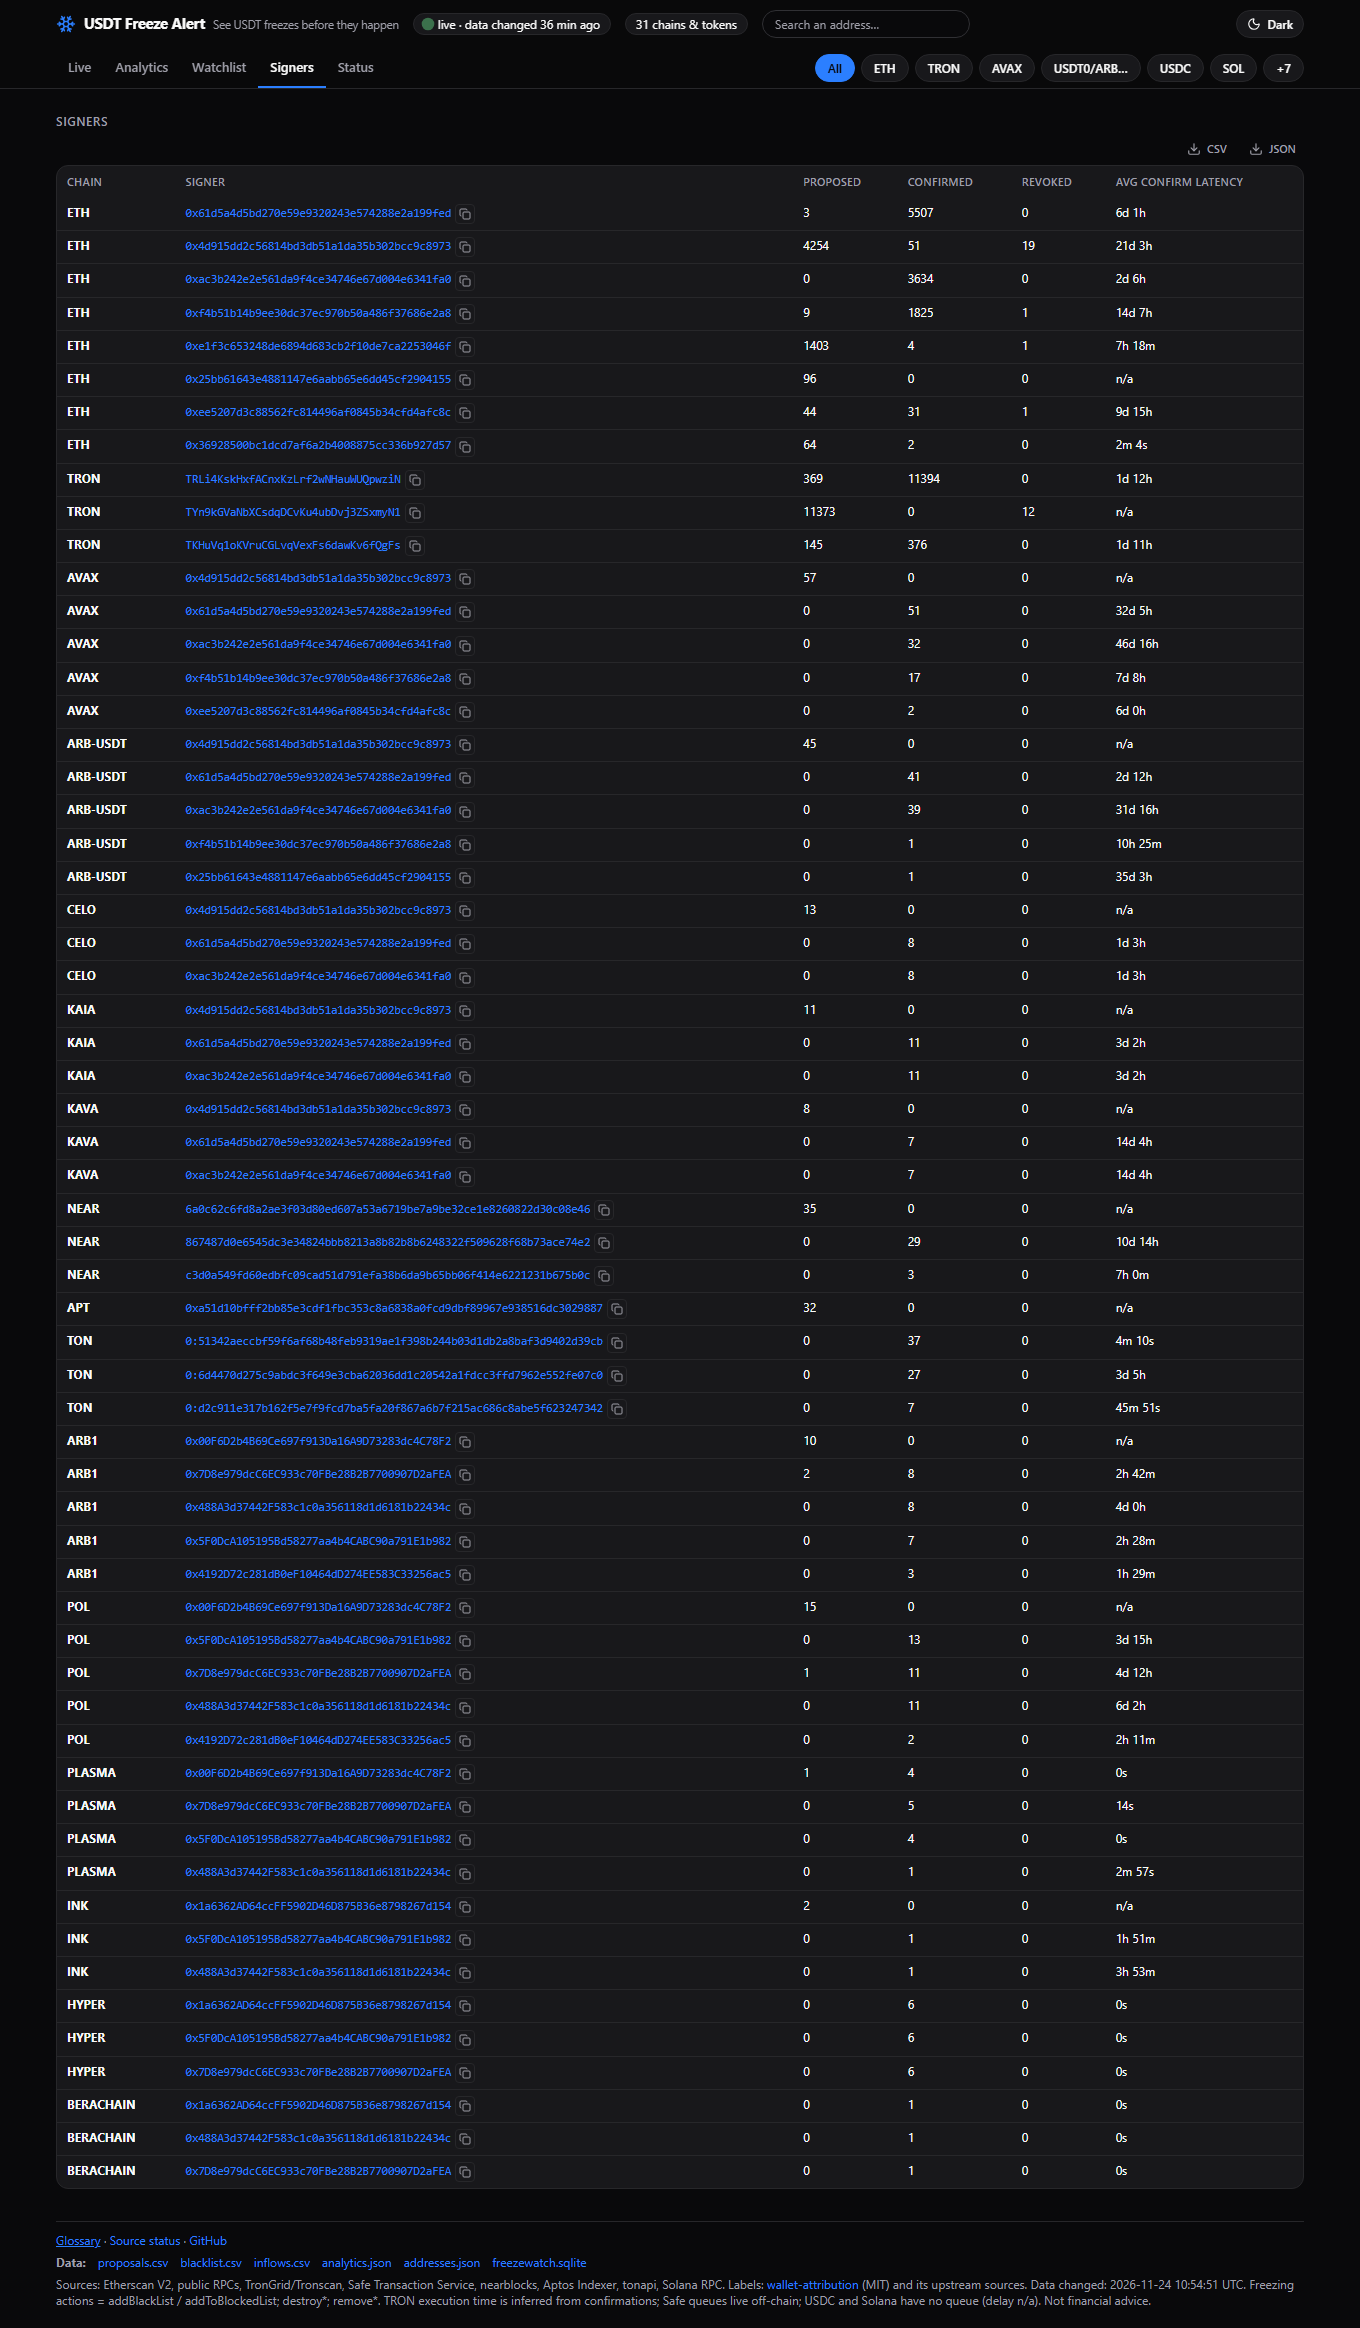 USDT Freeze Alert See USDT freezes before they happen live · data changed 36 min ago 31 chains & tokens Search an address... Dark
Live Analytics Watchlist Signers Status All ETH TRON AVAX USDT0/ARB... USDC SOL +7
SIGNERS
CSV JSON
CHAIN SIGNER PROPOSED CONFIRMED REVOKED AVG CONFIRM LATENCY
ETH 0x61d5a4d5bd270e59e9320243e574288e2a199fed 3 5507 0 6d 1h
ETH 0x4d915dd2c56814bd3db51a1da35b302bcc9c8973 4254 51 19 21d 3h
ETH 0xac3b242e2e561da9f4ce34746e67d004e6341fa0 0 3634 0 2d 6h
ETH 0xf4b51b14b9ee30dc37ec970b50a486f37686e2a8 9 1825 1 14d 7h
ETH 0xe1f3c653248de6894d683cb2f10de7ca2253046f 1403 4 1 7h 18m
ETH 0x25bb61643e4881147e6aabb65e6dd45cf2904155 96 0 0 n/a
ETH 0xee5207d3c88562fc814496af0845b34cfd4afc8c 44 31 1 9d 15h
ETH 0x36928500bc1dcd7af6a2b4008875cc336b927d57 64 2 0 2m 4s
TRON TRLi4KskHxfACnxKzLrf2wNHauWUQpwziN 369 11394 0 1d 12h
TRON TYn9kGVaNbXCsdqDCvKu4ubDvj3ZSxmyN1 11373 0 12 n/a
TRON TKHuVq1oKVruCGLvqVexFs6dawKv6fQgFs 145 376 0 1d 11h
AVAX 0x4d915dd2c56814bd3db51a1da35b302bcc9c8973 57 0 0 n/a
AVAX 0x61d5a4d5bd270e59e9320243e574288e2a199fed 0 51 0 32d 5h
AVAX 0xac3b242e2e561da9f4ce34746e67d004e6341fa0 0 32 0 46d 16h
AVAX 0xf4b51b14b9ee30dc37ec970b50a486f37686e2a8 0 17 0 7d 8h
AVAX 0xee5207d3c88562fc814496af0845b34cfd4afc8c 0 2 0 6d 0h
ARB-USDT 0x4d915dd2c56814bd3db51a1da35b302bcc9c8973 45 0 0 n/a
ARB-USDT 0x61d5a4d5bd270e59e9320243e574288e2a199fed 0 41 0 2d 12h
ARB-USDT 0xac3b242e2e561da9f4ce34746e67d004e6341fa0 0 39 0 31d 16h
ARB-USDT 0xf4b51b14b9ee30dc37ec970b50a486f37686e2a8 0 1 0 10h 25m
ARB-USDT 0x25bb61643e4881147e6aabb65e6dd45cf2904155 0 1 0 35d 3h
CELO 0x4d915dd2c56814bd3db51a1da35b302bcc9c8973 13 0 0 n/a
CELO 0x61d5a4d5bd270e59e9320243e574288e2a199fed 0 8 0 1d 3h
CELO 0xac3b242e2e561da9f4ce34746e67d004e6341fa0 0 8 0 1d 3h
KAIA 0x4d915dd2c56814bd3db51a1da35b302bcc9c8973 11 0 0 n/a
KAIA 0x61d5a4d5bd270e59e9320243e574288e2a199fed 0 11 0 3d 2h
KAIA 0xac3b242e2e561da9f4ce34746e67d004e6341fa0 0 11 0 3d 2h
KAVA 0x4d915dd2c56814bd3db51a1da35b302bcc9c8973 8 0 0 n/a
KAVA 0x61d5a4d5bd270e59e9320243e574288e2a199fed 0 7 0 14d 4h
KAVA 0xac3b242e2e561da9f4ce34746e67d004e6341fa0 0 7 0 14d 4h
NEAR 6a0c62c6fd8a2ae3f03d80ed607a53a6719be7a9be32ce1e8260822d30c08e46 35 0 0 n/a
NEAR 867487d0e6545dc3e34824bbb8213a8b82b8b6248322f509628f68b73ace74e2 0 29 0 10d 14h
NEAR c3d0a549fd60edbfc09cad51d791efa38b6da9b65bb06f414e6221231b675b0c 0 3 0 7h 0m
APT 0xa51d10bfff2bb85e3cdf1fbc353c8a6838a0fcd9dbf89967e938516dc3029887 32 0 0 n/a
TON 0:51342aeccbf59f6af68b48feb9319ae1f398b244b03d1db2a8baf3d9402d39cb 0 37 0 4m 10s
TON 0:6d4470d275c9abdc3f649e3cba62036dd1c20542a1fdcc3ffd7962e552fe07c0 0 27 0 3d 5h
TON 0:d2c911e317b162f5e7f9fcd7ba5fa20f867a6b7f215ac686c8abe5f623247342 0 7 0 45m 51s
ARB1 0x00F6D2b4B69Ce697f913Da16A9D73283dc4C78F2 10 0 0 n/a
ARB1 0x7D8e979dcC6EC933c70FBe28B2B7700907D2aFEA 2 8 0 2h 42m
ARB1 0x488A3d37442F583c1c0a356118d1d6181b22434c 0 8 0 4d 0h
ARB1 0x5F0DcA105195Bd58277aa4b4CABC90a791E1b982 0 7 0 2h 28m
ARB1 0x4192D72c281dB0eF10464dD274EE583C33256ac5 0 3 0 1h 29m
POL 0x00F6D2b4B69Ce697f913Da16A9D73283dc4C78F2 15 0 0 n/a
POL 0x5F0DcA105195Bd58277aa4b4CABC90a791E1b982 0 13 0 3d 15h
POL 0x7D8e979dcC6EC933c70FBe28B2B7700907D2aFEA 1 11 0 4d 12h
POL 0x488A3d37442F583c1c0a356118d1d6181b22434c 0 11 0 6d 2h
POL 0x4192D72c281dB0eF10464dD274EE583C33256ac5 0 2 0 2h 11m
PLASMA 0x00F6D2b4B69Ce697f913Da16A9D73283dc4C78F2 1 4 0 0s
PLASMA 0x7D8e979dcC6EC933c70FBe28B2B7700907D2aFEA 0 5 0 14s
PLASMA 0x5F0DcA105195Bd58277aa4b4CABC90a791E1b982 0 4 0 0s
PLASMA 0x488A3d37442F583c1c0a356118d1d6181b22434c 0 1 0 2m 57s
INK 0x1a6362AD64ccFF5902D46D875B36e8798267d154 2 0 0 n/a
INK 0x5F0DcA105195Bd58277aa4b4CABC90a791E1b982 0 1 0 1h 51m
INK 0x488A3d37442F583c1c0a356118d1d6181b22434c 0 1 0 3h 53m
HYPER 0x1a6362AD64ccFF5902D46D875B36e8798267d154 0 6 0 0s
HYPER 0x5F0DcA105195Bd58277aa4b4CABC90a791E1b982 0 6 0 0s
HYPER 0x7D8e979dcC6EC933c70FBe28B2B7700907D2aFEA 0 6 0 0s
BERACHAIN 0x1a6362AD64ccFF5902D46D875B36e8798267d154 0 1 0 0s
BERACHAIN 0x488A3d37442F583c1c0a356118d1d6181b22434c 0 1 0 0s
BERACHAIN 0x7D8e979dcC6EC933c70FBe28B2B7700907D2aFEA 0 1 0 0s
Glossary · Source status · GitHub
Data: proposals.csv blacklist.csv inflows.csv analytics.json addresses.json freezewatch.sqlite
Sources: Etherscan V2, public RPCs, TronGrid/Tronscan, Safe Transaction Service, nearblocks, Aptos Indexer, tonapi, Solana RPC. Labels: wallet-attribution (MIT) and its upstream sources. Data changed: 2026-11-24 10:54:51 UTC. Freezing
actions = addBlackList / addToBlockedList; destroy*; remove*. TRON execution time is inferred from confirmations; Safe queues live off-chain; USDC and Solana have no queue (delay n/a). Not financial advice.